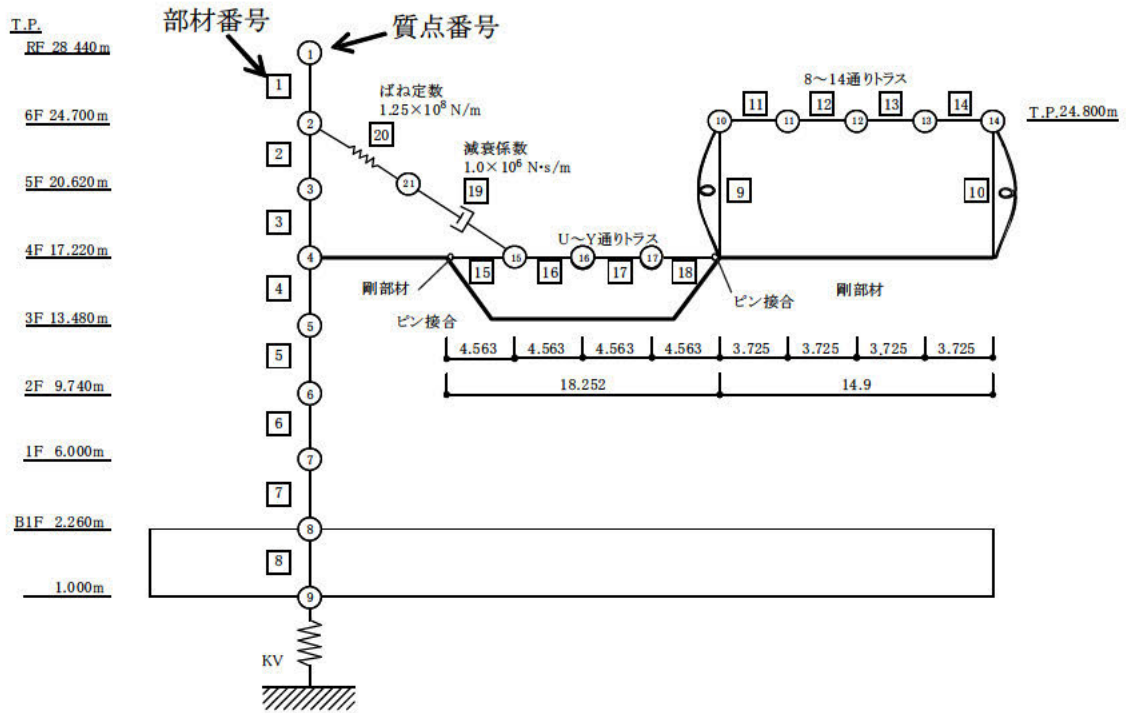 部材番号
質点番号
T.P.
RF 28 440m
6F 24.700m
5F 20.620m
4F 17.220m
3F 13.480m
2F 9.740m
1F 6.000m
B1F 2.260m
1.000m
1
2
3
4
5
6
7
8
1
2
3
4
5
6
7
8
9
KV
ばね定数
1.25×10⁸ N/m
20
21
減衰係数
1.0×10⁶ N・s/m
19
U～Y通りトラス
15
16
17
15
16
17
18
剛部材
ピン接合
ピン接合
剛部材
8～14通りトラス
11
12
13
14
10
11
12
13
14
T.P.24.800m
9
10
4.563
4.563
4.563
4.563
3.725
3.725
3.725
3.725
18.252
14.9